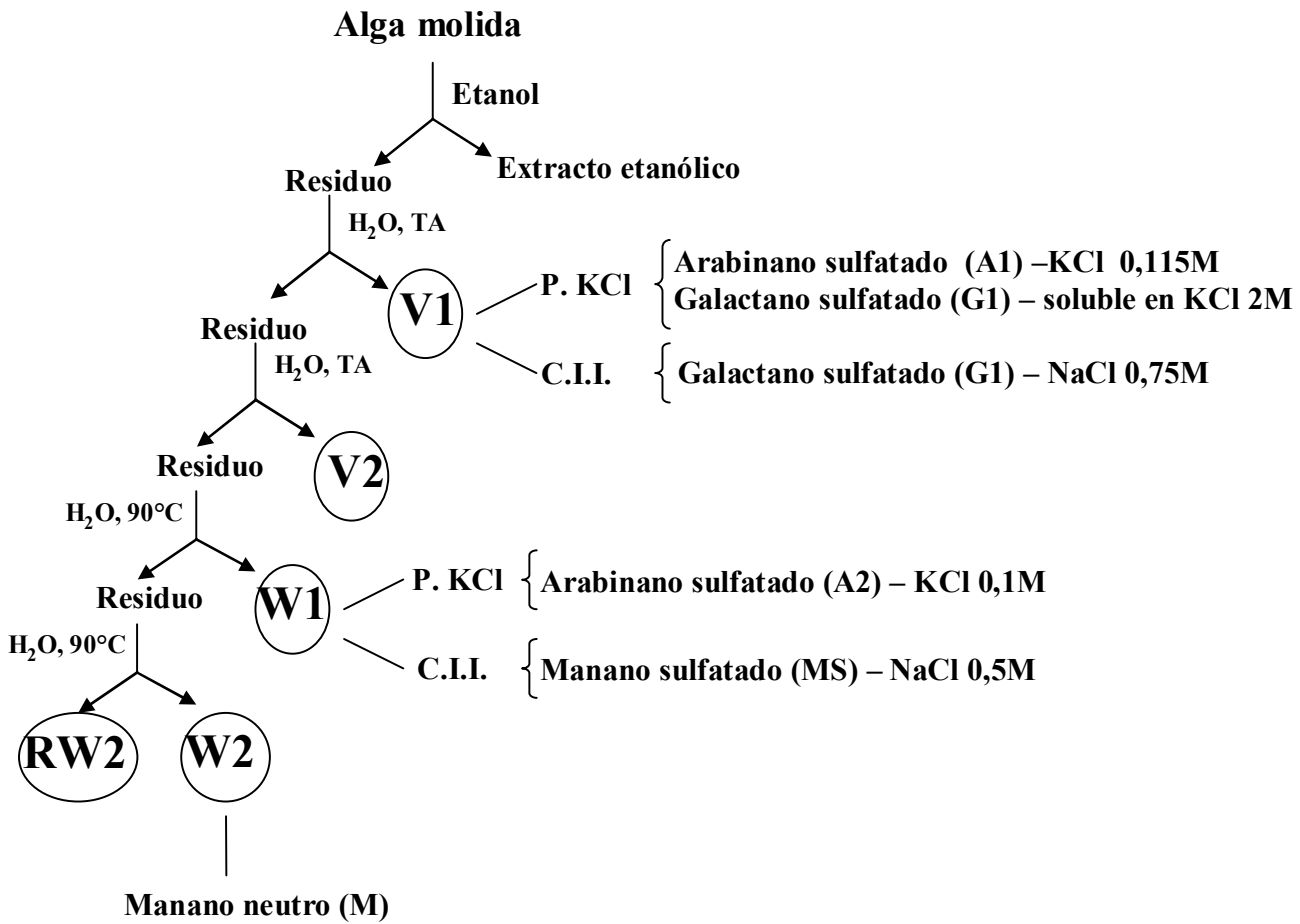 Alga molida
Etanol
Residuo
Extracto etanólico
H₂O, TA
P. KCl
Arabinano sulfatado (A1) –KCl 0,115M
Galactano sulfatado (G1) – soluble en KCl 2M
V1
Residuo
H₂O, TA
C.I.I.
Galactano sulfatado (G1) – NaCl 0,75M
Residuo
V2
H₂O, 90°C
Residuo
W1
P. KCl
Arabinano sulfatado (A2) – KCl 0,1M
H₂O, 90°C
C.I.I.
Manano sulfatado (MS) – NaCl 0,5M
RW2
W2
Manano neutro (M)